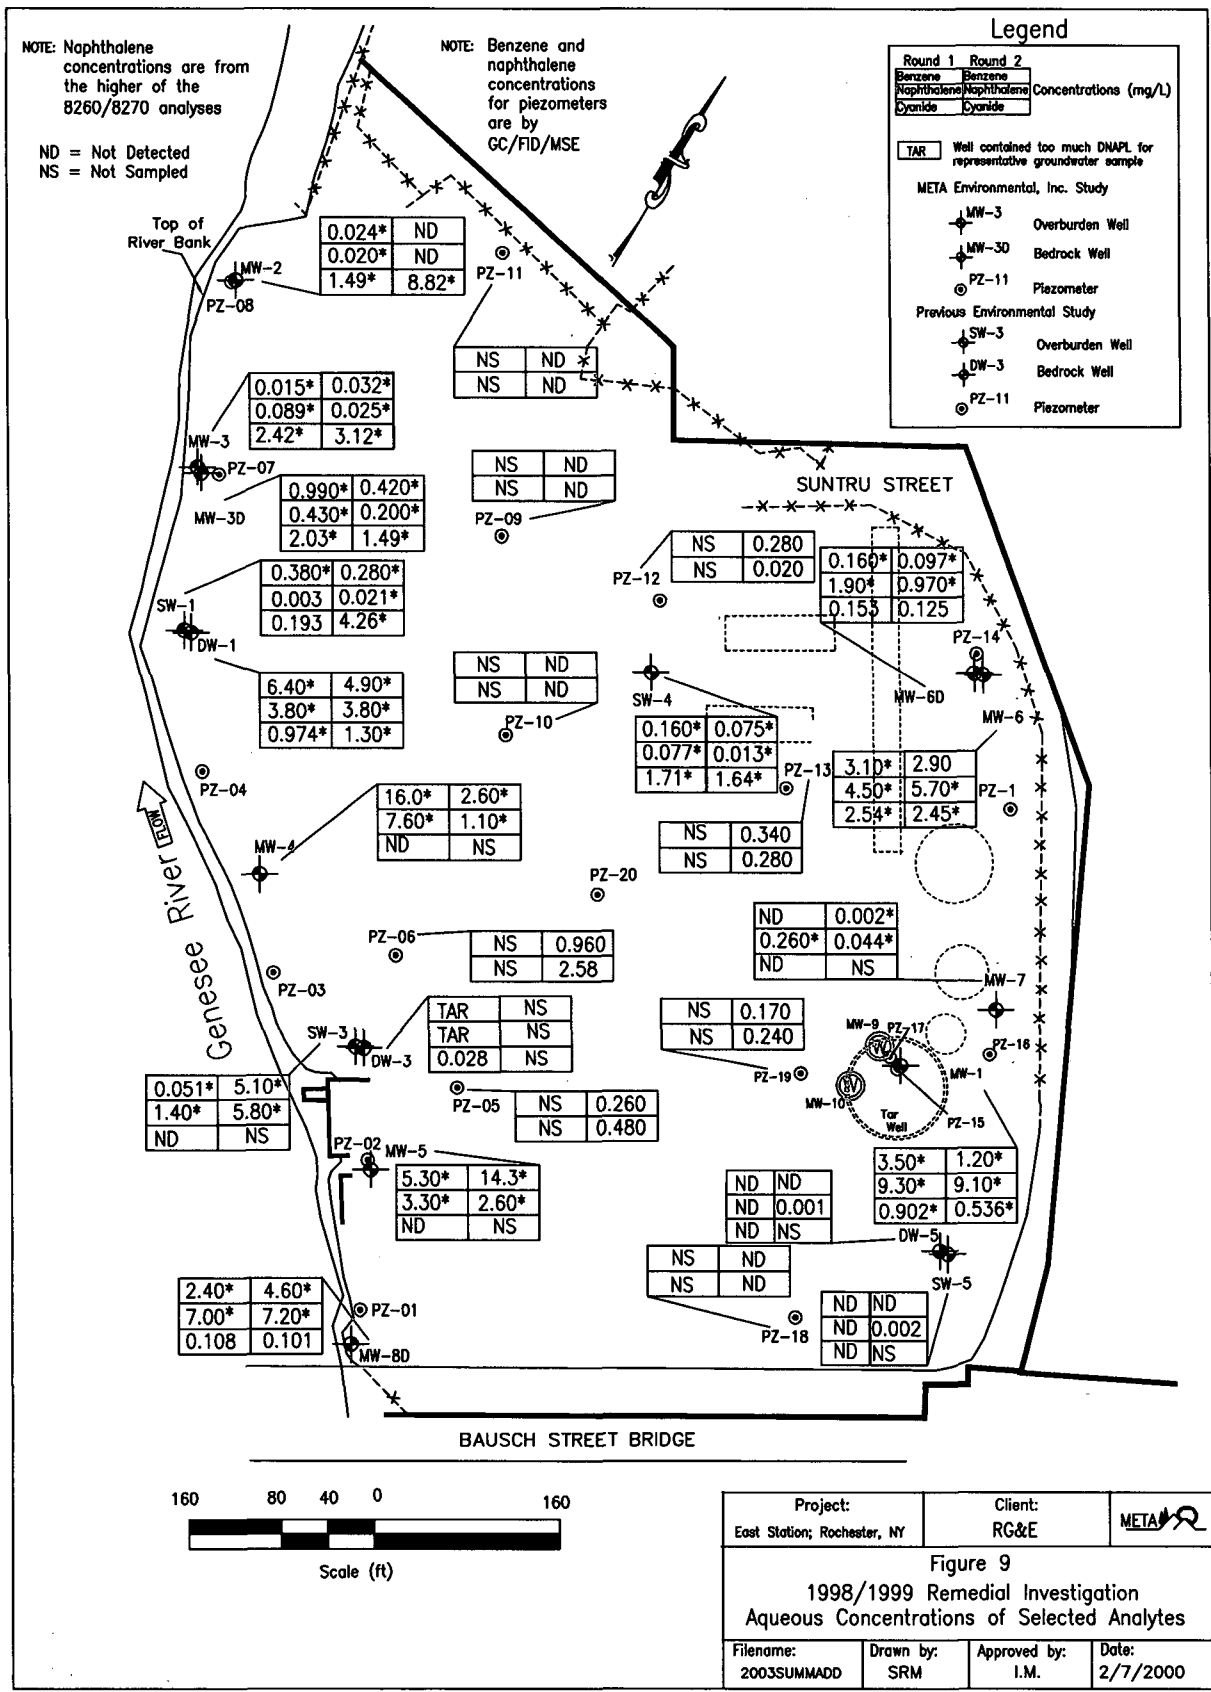 NOTE: Naphthalene
concentrations are from
the higher of the
8260/8270 analyses
ND = Not Detected
NS = Not Sampled
NOTE: Benzene and
naphthalene
concentrations
for piezometers
are by
GC/FID/MSE
Legend
Round 1 Round 2
Benzene Benzene
Naphthalene Naphthalene Concentrations (mg/L)
Cyanide Cyanide
TAR Well contained too much DNAPL for
representative groundwater sample
META Environmental, Inc. Study
MW-3 Overburden Well
MW-3D Bedrock Well
PZ-11 Piezometer
Previous Environmental Study
SW-3 Overburden Well
DW-3 Bedrock Well
PZ-11 Piezometer
Top of
River Bank
MW-2
PZ-08
0.024* ND
0.020* ND
1.49* 8.82*
PZ-11
NS ND
NS ND
0.015* 0.032*
0.089* 0.025*
2.42* 3.12*
MW-3
PZ-07
MW-3D
0.990* 0.420*
0.430* 0.200*
2.03* 1.49*
NS ND
NS ND
PZ-09
SUNTRU STREET
NS 0.280
NS 0.020
PZ-12
0.160* 0.097*
1.90* 0.970*
0.153 0.125
PZ-14
MW-6D
MW-6
0.380* 0.280*
0.003 0.021*
0.193 4.26*
SW-1
DW-1
6.40* 4.90*
3.80* 3.80*
0.974* 1.30*
NS ND
NS ND
PZ-10
SW-4
0.160* 0.075*
0.077* 0.013*
1.71* 1.64*
PZ-13
3.10* 2.90
4.50* 5.70*
2.54* 2.45*
PZ-1
PZ-04
16.0* 2.60*
7.60* 1.10*
ND NS
MW-4
NS 0.340
NS 0.280
Genesee River FLOW
PZ-20
PZ-06
NS 0.960
NS 2.58
ND 0.002*
0.260* 0.044*
ND NS
MW-7
PZ-03
TAR NS
TAR NS
0.028 NS
SW-3
DW-3
NS 0.170
NS 0.240
PZ-19
MW-9
PZ-17
PZ-16
MW-1
MW-10
PZ-15
Tar
Well
0.051* 5.10*
1.40* 5.80*
ND NS
PZ-05
NS 0.260
NS 0.480
PZ-02
MW-5
5.30* 14.3*
3.30* 2.60*
ND NS
3.50* 1.20*
9.30* 9.10*
0.902* 0.536*
ND ND
ND 0.001
ND NS
DW-5
SW-5
NS ND
NS ND
PZ-18
ND ND
ND 0.002
ND NS
2.40* 4.60*
7.00* 7.20*
0.108 0.101
PZ-01
MW-8D
BAUSCH STREET BRIDGE
160 80 40 0 160
Scale (ft)
Project:
East Station; Rochester, NY
Client:
RG&E
META
Figure 9
1998/1999 Remedial Investigation
Aqueous Concentrations of Selected Analytes
Filename:
2003SUMMADD
Drawn by:
SRM
Approved by:
I.M.
Date:
2/7/2000